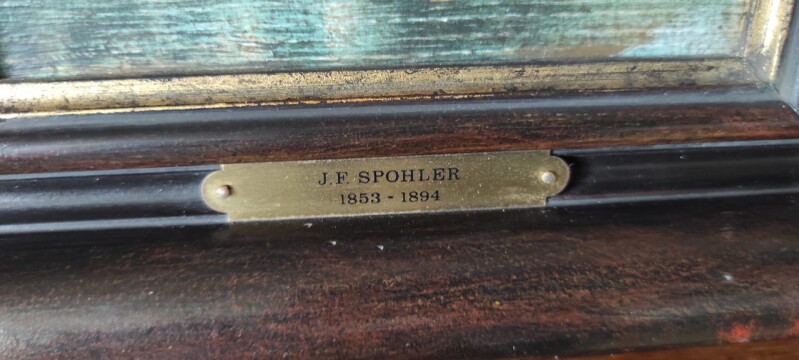 J.F. SPOHLER
1853 - 1894